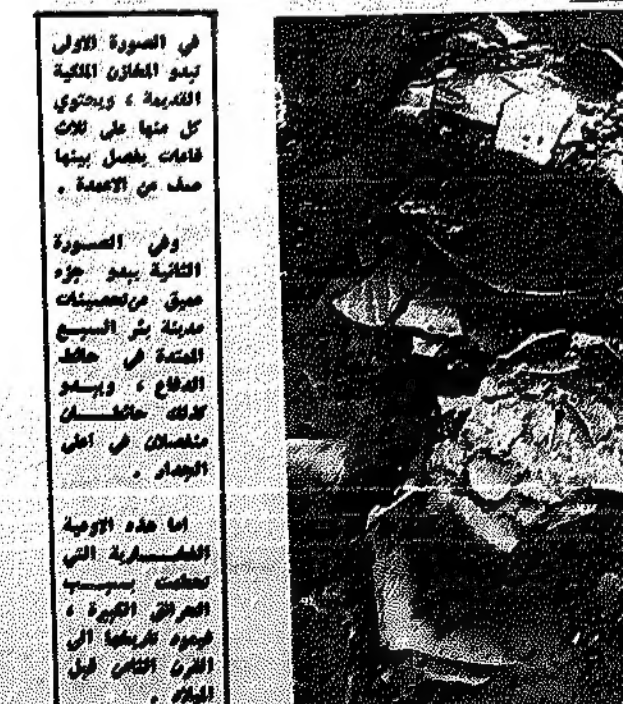 في الصورة الاولى
تبدو المخازن الملكية
القديمة ، ويحتوي
كل منها على ثلاث
قاعات يفصل بينها
صف من الاعمدة .
وفي الصورة
الثانية يبدو جزء
عميق من تحصينات
مدينة بئر السبع
الممتدة في حائط
الدفاع ، ويبدو
كذلك حائطان
منفصلان في اعلى
الجدار .
اما هذه الاوعية
الفخارية التي
تحطمت بسبب
الحرائق الكبيرة ،
فيعود تاريخها الى
القرن الثامن قبل
الميلاد .